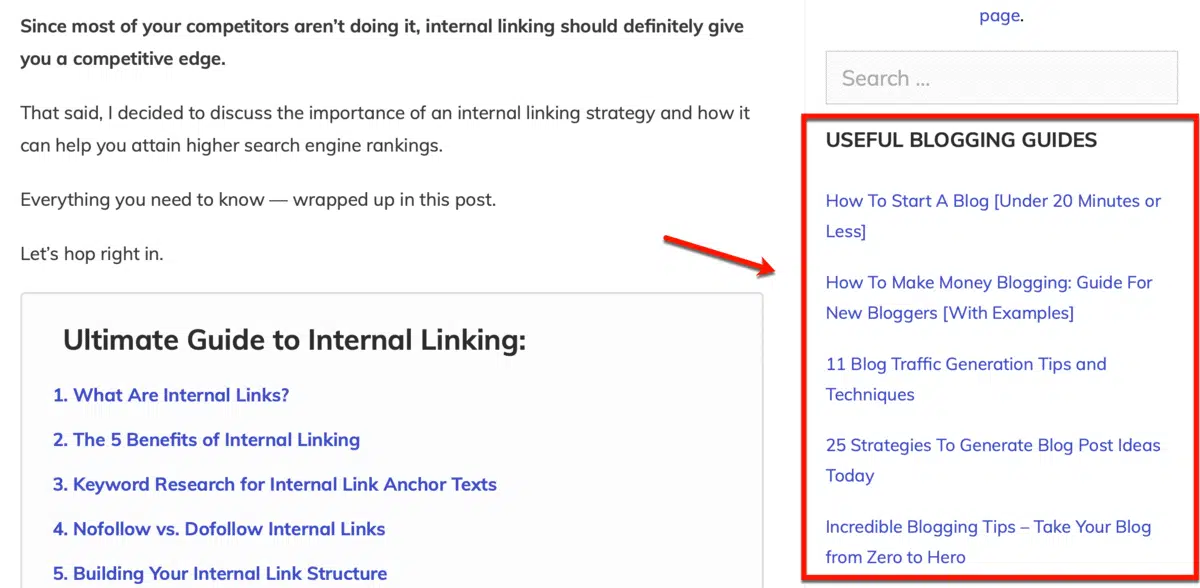 Since most of your competitors aren’t doing it, internal linking should definitely give
you a competitive edge.
That said, I decided to discuss the importance of an internal linking strategy and how it
can help you attain higher search engine rankings.
Everything you need to know — wrapped up in this post.
Let’s hop right in.
Ultimate Guide to Internal Linking:
1. What Are Internal Links?
2. The 5 Benefits of Internal Linking
3. Keyword Research for Internal Link Anchor Texts
4. Nofollow vs. Dofollow Internal Links
5. Building Your Internal Link Structure
page.
Search ...
USEFUL BLOGGING GUIDES
How To Start A Blog [Under 20 Minutes or
Less]
How To Make Money Blogging: Guide For
New Bloggers [With Examples]
11 Blog Traffic Generation Tips and
Techniques
25 Strategies To Generate Blog Post Ideas
Today
Incredible Blogging Tips – Take Your Blog
from Zero to Hero